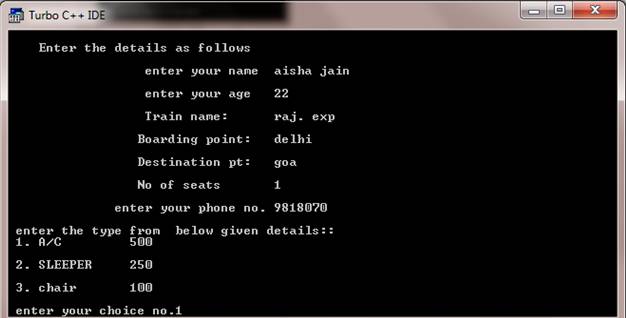 Turbo C++ IDE
Enter the details as follows
enter your name aisha jain
enter your age 22
Train name: raj. exp
Boarding point: delhi
Destination pt: goa
No of seats 1
enter your phone no. 9818070
enter the type from below given details::
1. A/C 500
2. SLEEPER 250
3. chair 100
enter your choice no.1